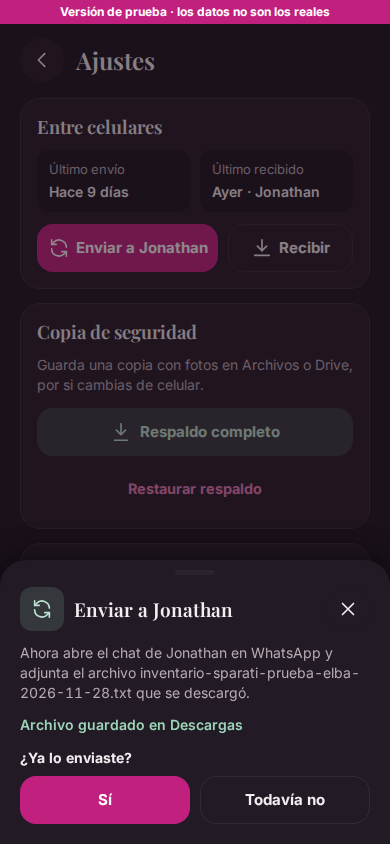 Versión de prueba · los datos no son los reales
Ajustes
Entre celulares
Último envío
Hace 9 días
Último recibido
Ayer · Jonathan
Enviar a Jonathan
Recibir
Copia de seguridad
Guarda una copia con fotos en Archivos o Drive,
por si cambias de celular.
Respaldo completo
Restaurar respaldo
Enviar a Jonathan
Ahora abre el chat de Jonathan en WhatsApp y
adjunta el archivo inventario-sparati-prueba-elba-
2026-11-28.txt que se descargó.
Archivo guardado en Descargas
¿Ya lo enviaste?
Sí
Todavía no